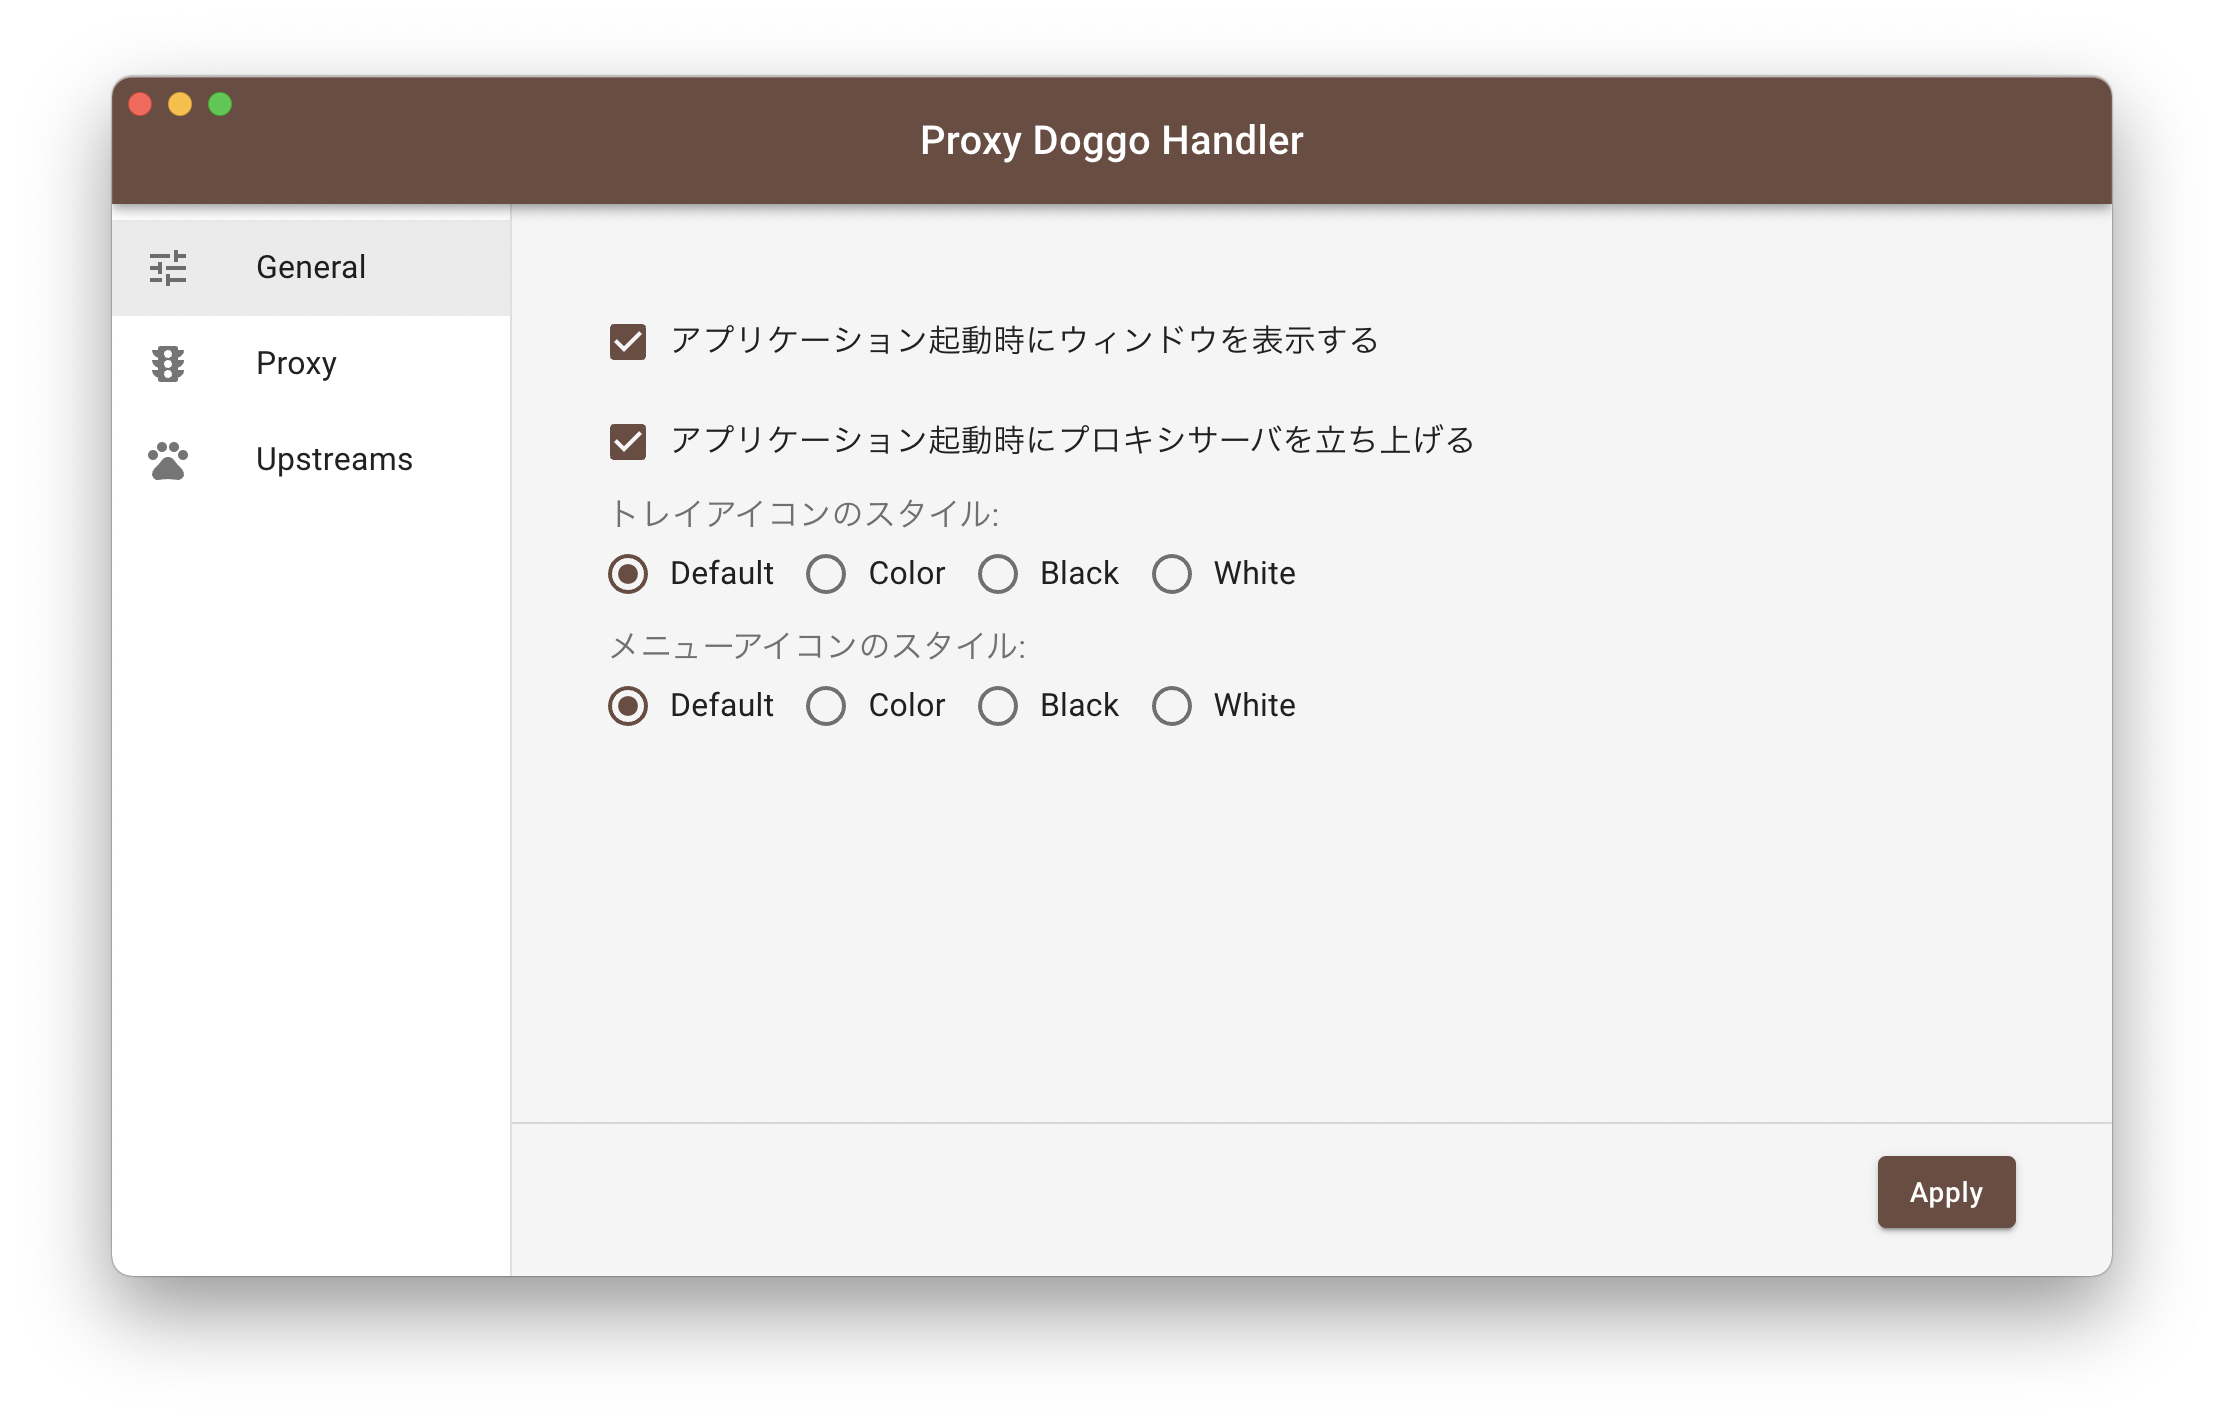 Proxy Doggo Handler
General
Proxy
Upstreams
アプリケーション起動時にウィンドウを表示する
アプリケーション起動時にプロキシサーバを立ち上げる
トレイアイコンのスタイル:
Default Color Black White
メニューアイコンのスタイル:
Default Color Black White
Apply